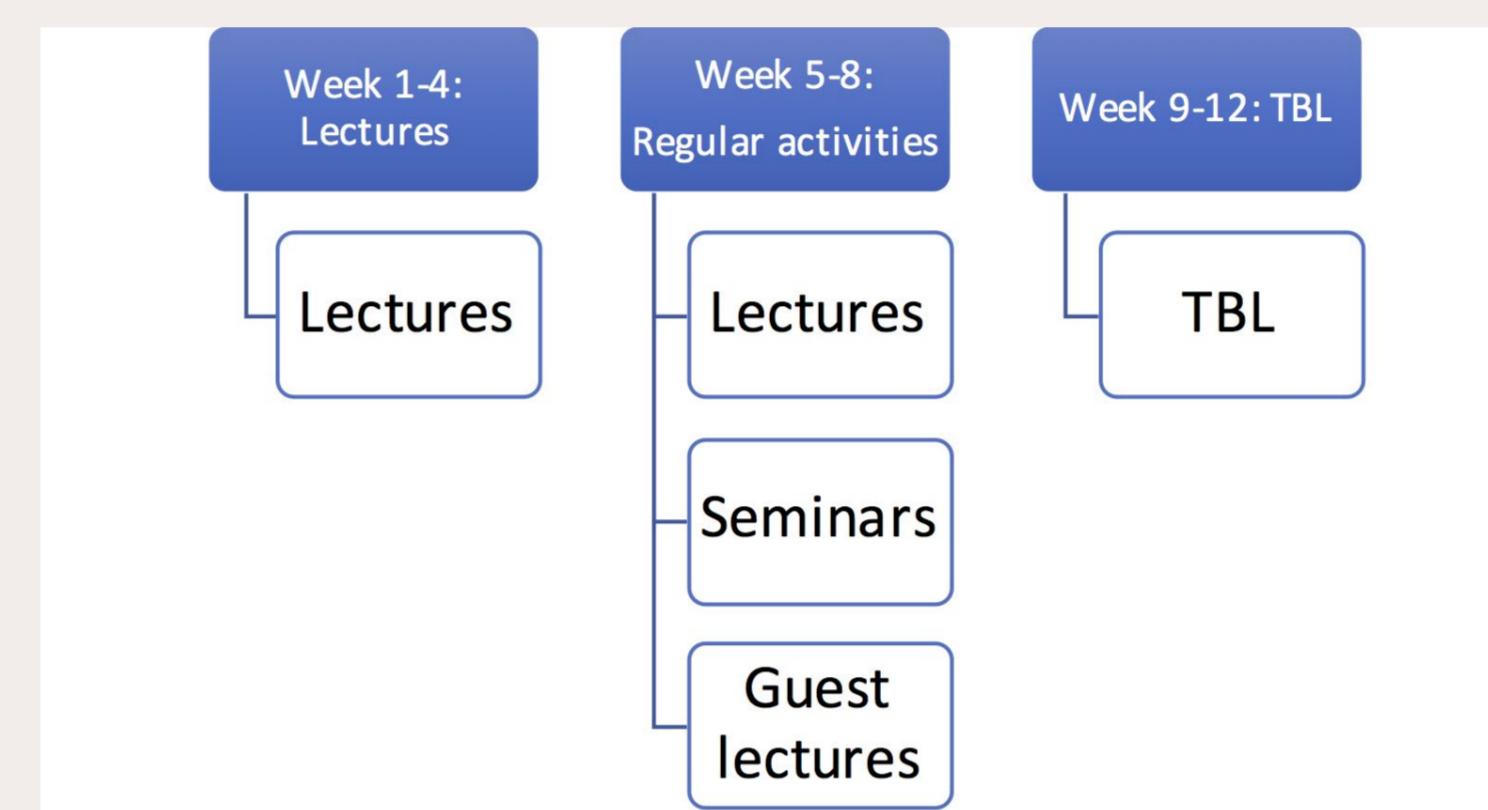 Week 1-4:
Lectures
Lectures
Week 5-8:
Regular activities
Lectures
Seminars
Guest
lectures
Week 9-12: TBL
TBL